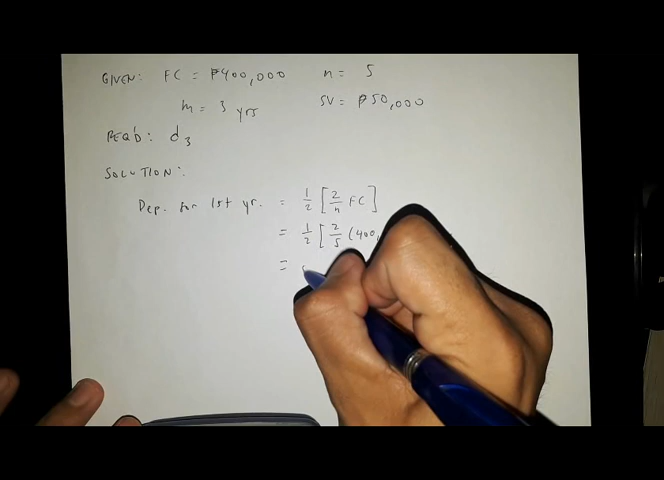 GIVEN: FC = ₱400,000 n = 5
m = 3 yrs SV = ₱50,000
REQ'D: d3
SOLUTION:
Dep. for 1st yr. = 1/2 [2/n FC]
= 1/2 [2/5 (400,
=